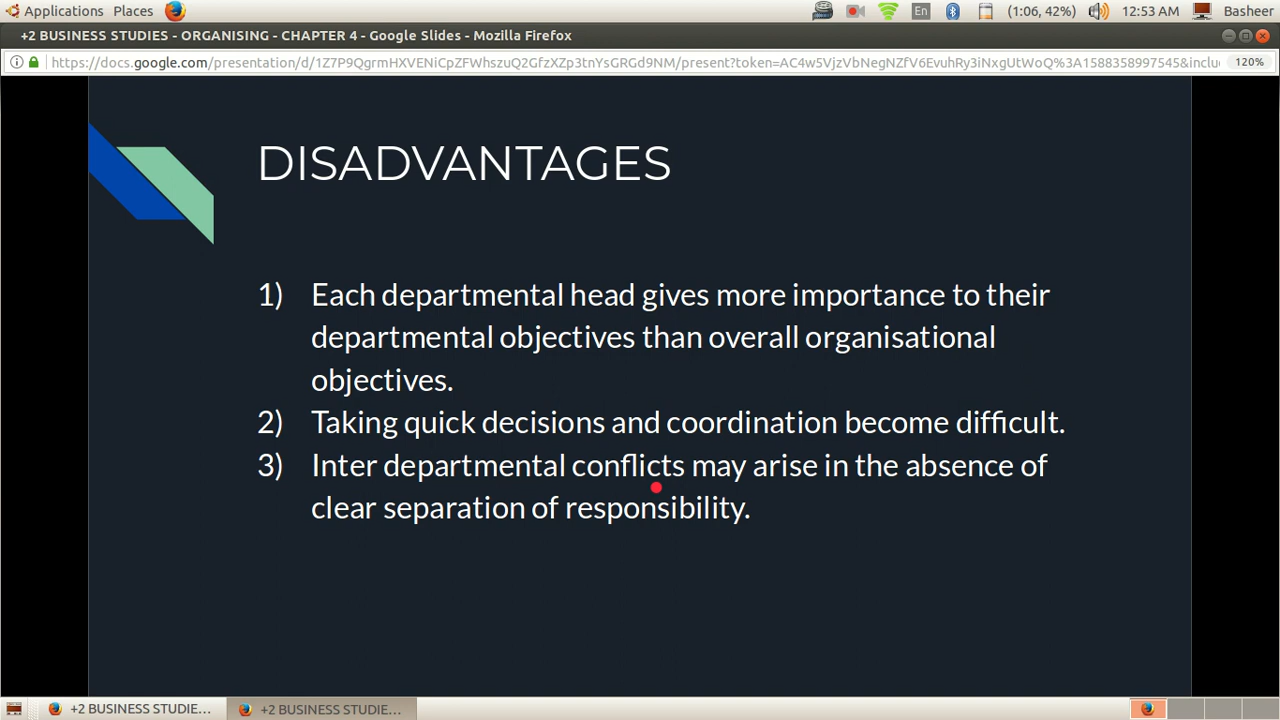 Applications Places En (1:06, 42%) 12:53 AM Basheer
+2 BUSINESS STUDIES - ORGANISING - CHAPTER 4 - Google Slides - Mozilla Firefox
https://docs.google.com/presentation/d/1Z7P9QgrmHXVENiCpZFWhszuQ2GfzXZp3tnYsGRGd9NM/present?token=AC4w5VjzVbNegNZfV6EvuhRy3iNxgUtWoQ%3A1588358997545&inclu 120%
DISADVANTAGES
1) Each departmental head gives more importance to their
departmental objectives than overall organisational
objectives.
2) Taking quick decisions and coordination become difficult.
3) Inter departmental conflicts may arise in the absence of
clear separation of responsibility.
+2 BUSINESS STUDIE... +2 BUSINESS STUDIE...